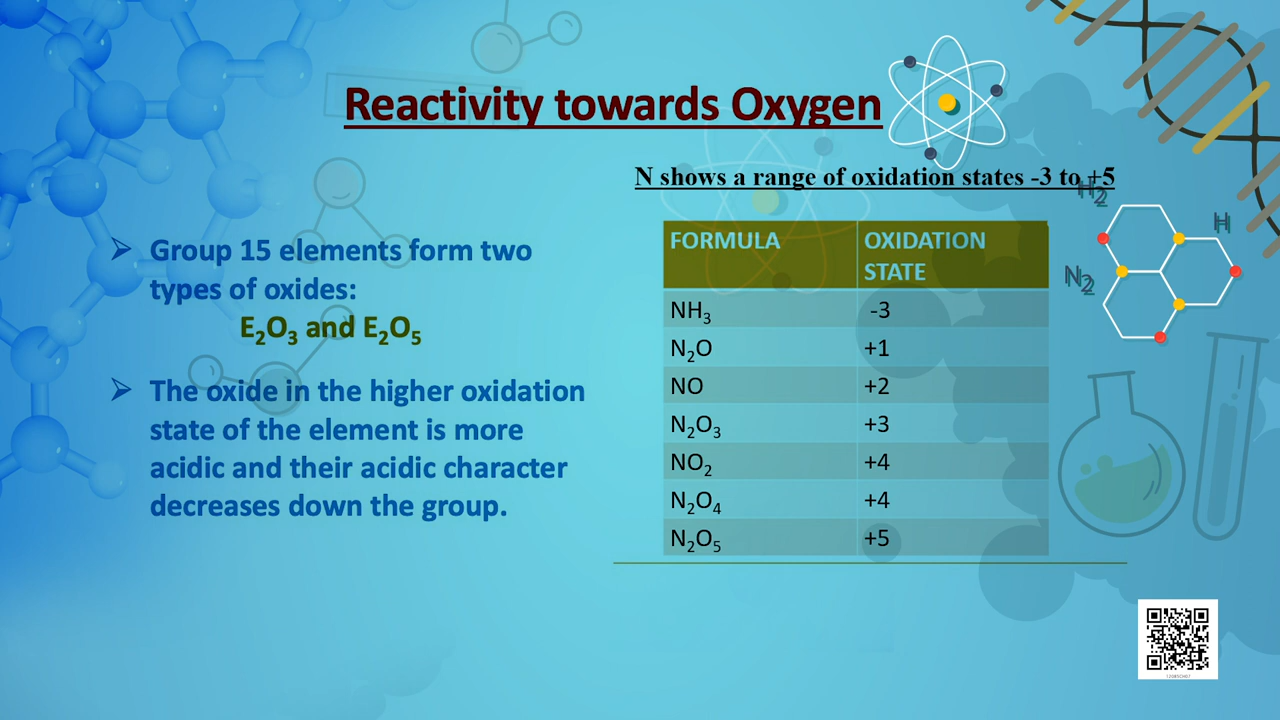 Reactivity towards Oxygen
N shows a range of oxidation states -3 to +5
➢ Group 15 elements form two
types of oxides:
E₂O₃ and E₂O₅
➢ The oxide in the higher oxidation
state of the element is more
acidic and their acidic character
decreases down the group.
FORMULA OXIDATION
STATE
NH₃ -3
N₂O +1
NO +2
N₂O₃ +3
NO₂ +4
N₂O₄ +4
N₂O₅ +5
H₂
H
N₂